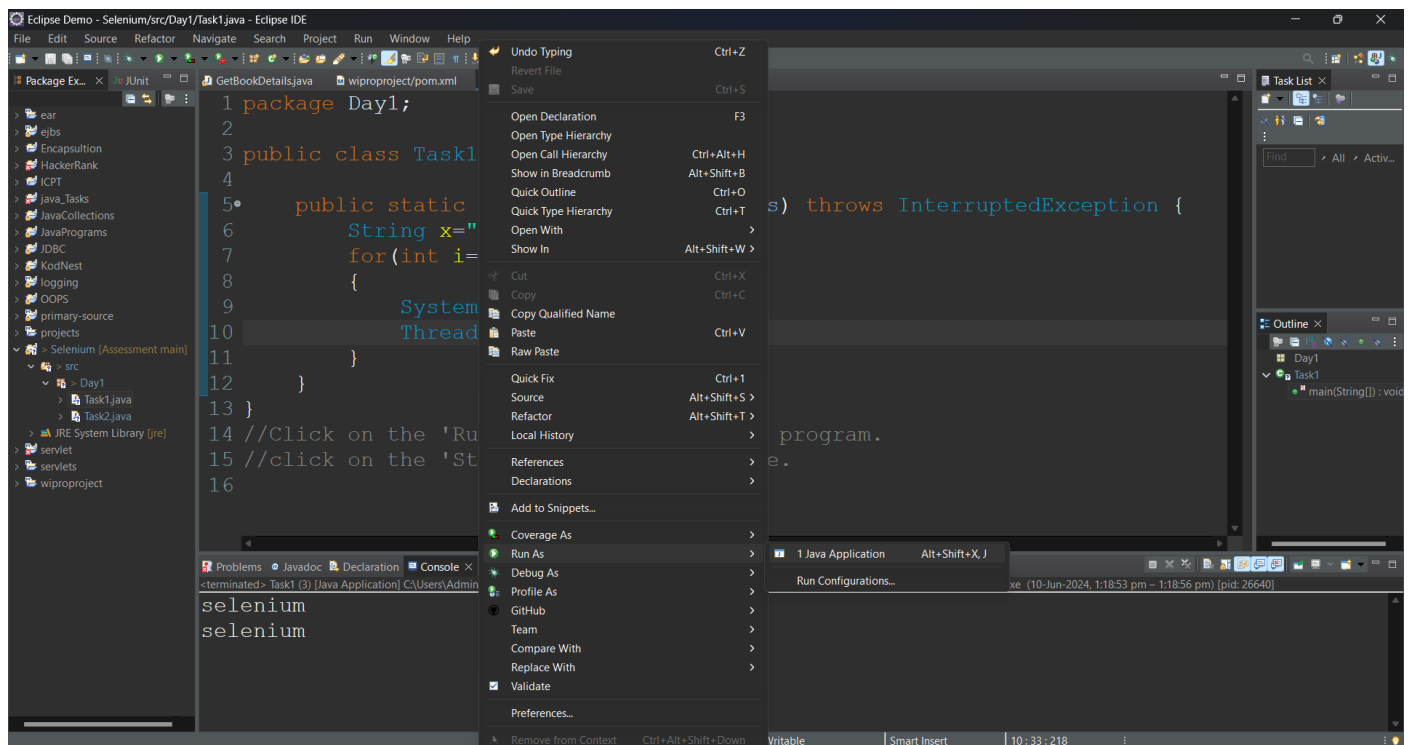 Eclipse Demo - Selenium/src/Day1/Task1.java - Eclipse IDE
File Edit Source Refactor Navigate Search Project Run Window Help
Package Ex... JUnit
ear
ejbs
Encapsultion
HackerRank
ICPT
java_Tasks
JavaCollections
JavaPrograms
JDBC
KodNest
logging
OOPS
primary-source
projects
> Selenium [Assessment main]
> src
> Day1
Task1.java
Task2.java
JRE System Library [jre]
servlet
servlets
wiproproject
GetBookDetails.java wiproproject/pom.xml
1 package Day1;
2
3 public class Task1
4
5 public static s) throws InterruptedException {
6 String x="
7 for(int i=
8 {
9 System
10 Thread
11 }
12 }
13 }
14 //Click on the 'Ru program.
15 //click on the 'St e.
16
Undo Typing Ctrl+Z
Revert File
Save Ctrl+S
Open Declaration F3
Open Type Hierarchy
Open Call Hierarchy Ctrl+Alt+H
Show in Breadcrumb Alt+Shift+B
Quick Outline Ctrl+O
Quick Type Hierarchy Ctrl+T
Open With
Show In Alt+Shift+W
Cut Ctrl+X
Copy Ctrl+C
Copy Qualified Name
Paste Ctrl+V
Raw Paste
Quick Fix Ctrl+1
Source Alt+Shift+S
Refactor Alt+Shift+T
Local History
References
Declarations
Add to Snippets...
Coverage As
Run As
Debug As
Profile As
GitHub
Team
Compare With
Replace With
Validate
Preferences...
Remove from Context Ctrl+Alt+Shift+Down
1 Java Application Alt+Shift+X, J
Run Configurations...
Task List
Find All Activ...
Outline
Day1
Task1
main(String[]) : void
Problems Javadoc Declaration Console
<terminated> Task1 (3) [Java Application] C:\Users\Admin xe (10-Jun-2024, 1:18:53 pm – 1:18:56 pm) [pid: 26640]
selenium
selenium
Writable Smart Insert 10 : 33 : 218